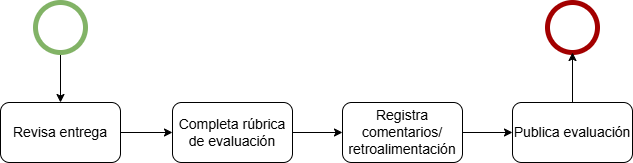 Revisa entrega
Completa rúbrica
de evaluación
Registra
comentarios/
retroalimentación
Publica evaluación